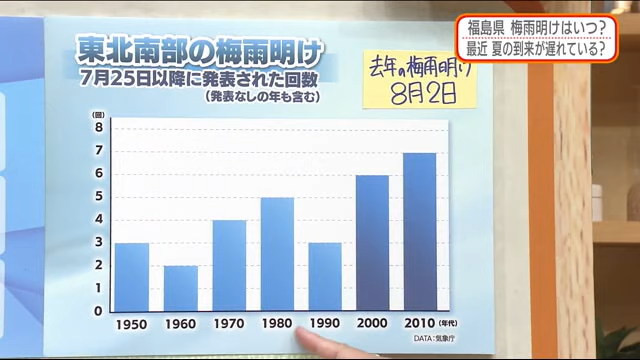 福島県 梅雨明けはいつ?
最近 夏の到来が遅れている?
東北南部の梅雨明け
7月25日以降に発表された回数
(発表なしの年も含む)
去年の梅雨明け
8月2日
(回)
8
7
6
5
4
3
2
1
0
1950 1960 1970 1980 1990 2000 2010 (年代)
DATA:気象庁